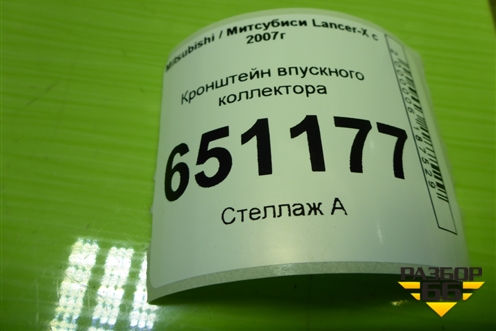 Mitsubishi / Митсубиси Lancer-X с
2007г
Кронштейн впускного
коллектора
651177
Стеллаж А
РАЗБОР
66